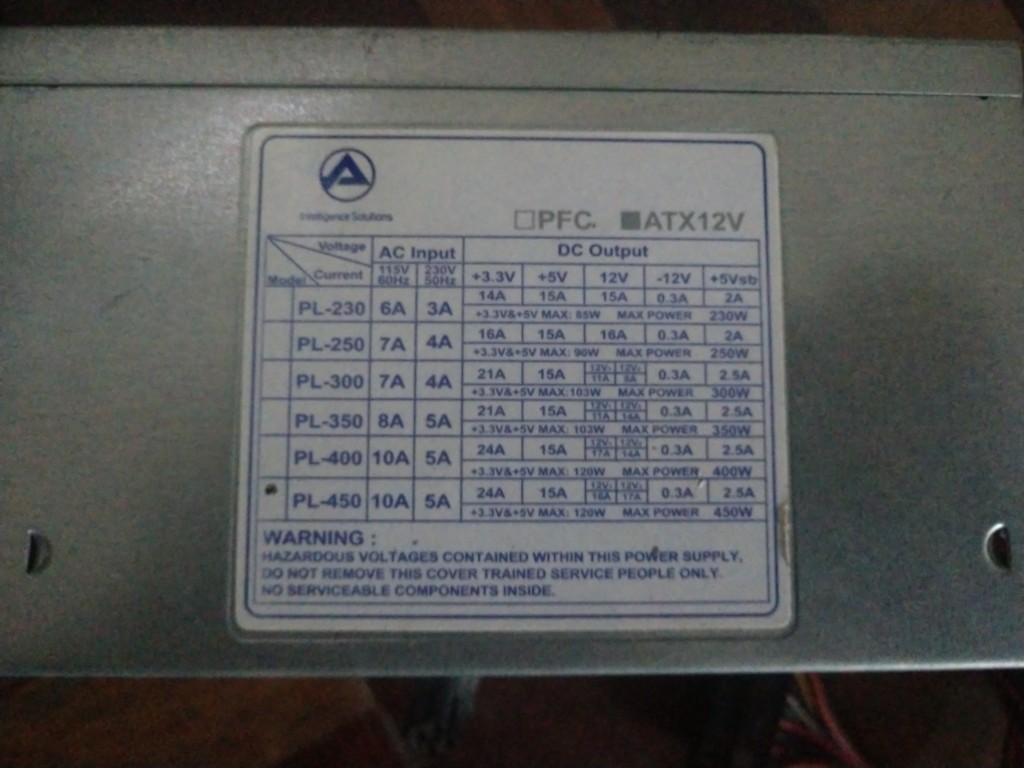 Intelligence Solutions
□PFC. ■ATX12V
Voltage AC Input DC Output
Current 115V 60Hz 230V 50Hz +3.3V +5V 12V -12V +5Vsb
Model
PL-230 6A 3A 14A 15A 15A 0.3A 2A
+3.3V&+5V MAX: 85W MAX POWER 230W
PL-250 7A 4A 16A 15A 16A 0.3A 2A
+3.3V&+5V MAX: 90W MAX POWER 250W
PL-300 7A 4A 21A 15A 12V₁ 11A 12V₂ 8A 0.3A 2.5A
+3.3V&+5V MAX:103W MAX POWER 300W
PL-350 8A 5A 21A 15A 12V₁ 11A 12V₂ 14A 0.3A 2.5A
+3.3V&+5V MAX: 103W MAX POWER 350W
PL-400 10A 5A 24A 15A 12V₁ 17A 12V₂ 14A 0.3A 2.5A
+3.3V&+5V MAX: 120W MAX POWER 400W
PL-450 10A 5A 24A 15A 12V₁ 12V₂ 17A 0.3A 2.5A
+3.3V&+5V MAX: 120W MAX POWER 450W
WARNING :
HAZARDOUS VOLTAGES CONTAINED WITHIN THIS POWER SUPPLY.
DO NOT REMOVE THIS COVER TRAINED SERVICE PEOPLE ONLY.
NO SERVICEABLE COMPONENTS INSIDE.